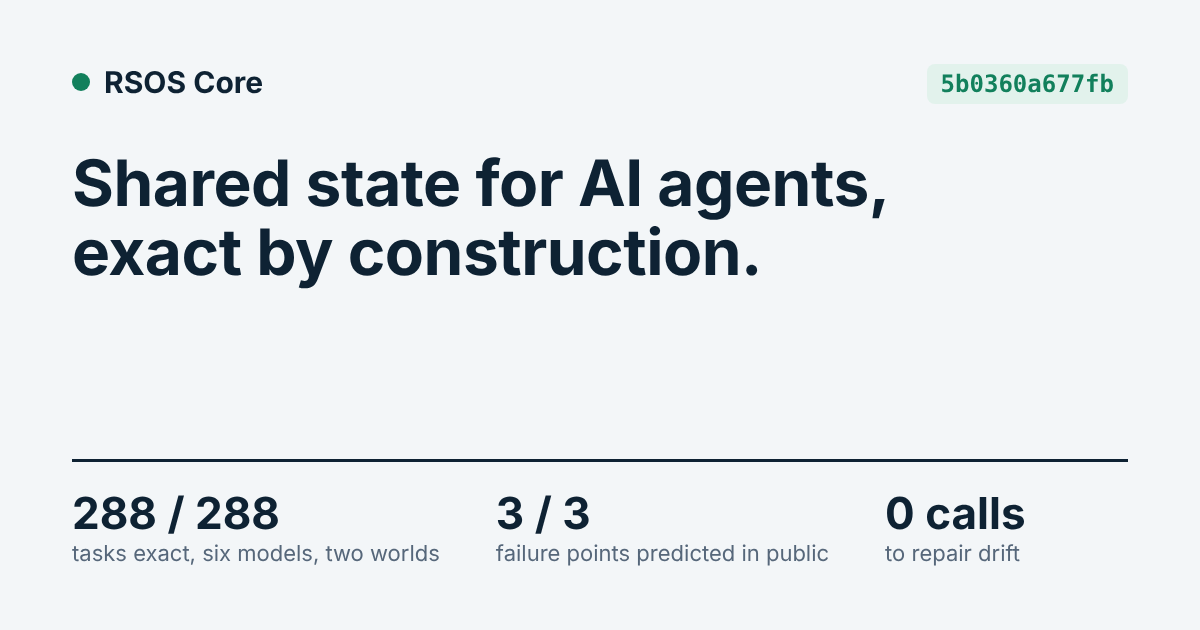 RSOS Core
5b0360a677fb
Shared state for AI agents,
exact by construction.
288 / 288
tasks exact, six models, two worlds
3 / 3
failure points predicted in public
0 calls
to repair drift